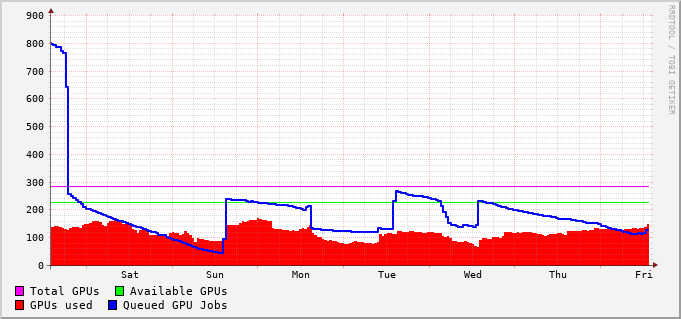 RRDTOOL / TOBI OETIKER
900
800
700
600
500
400
300
200
100
0
Sat Sun Mon Tue Wed Thu Fri
Total GPUs Available GPUs
GPUs used Queued GPU Jobs